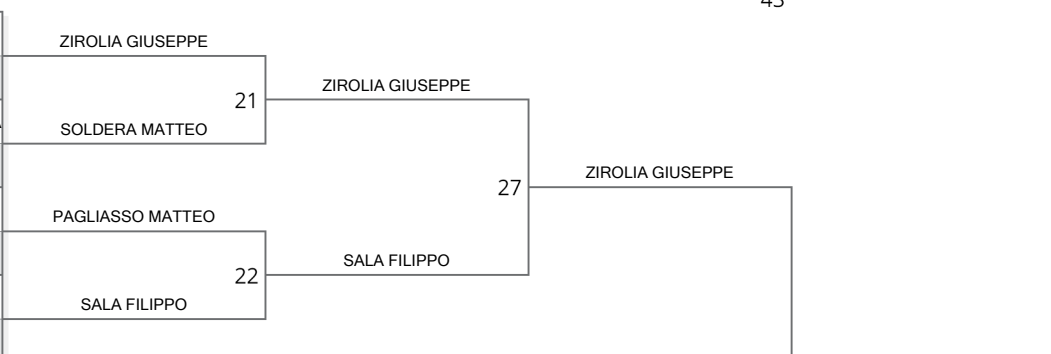 ZIROLIA GIUSEPPE
ZIROLIA GIUSEPPE
21
SOLDERA MATTEO
ZIROLIA GIUSEPPE
27
PAGLIASSO MATTEO
SALA FILIPPO
22
SALA FILIPPO